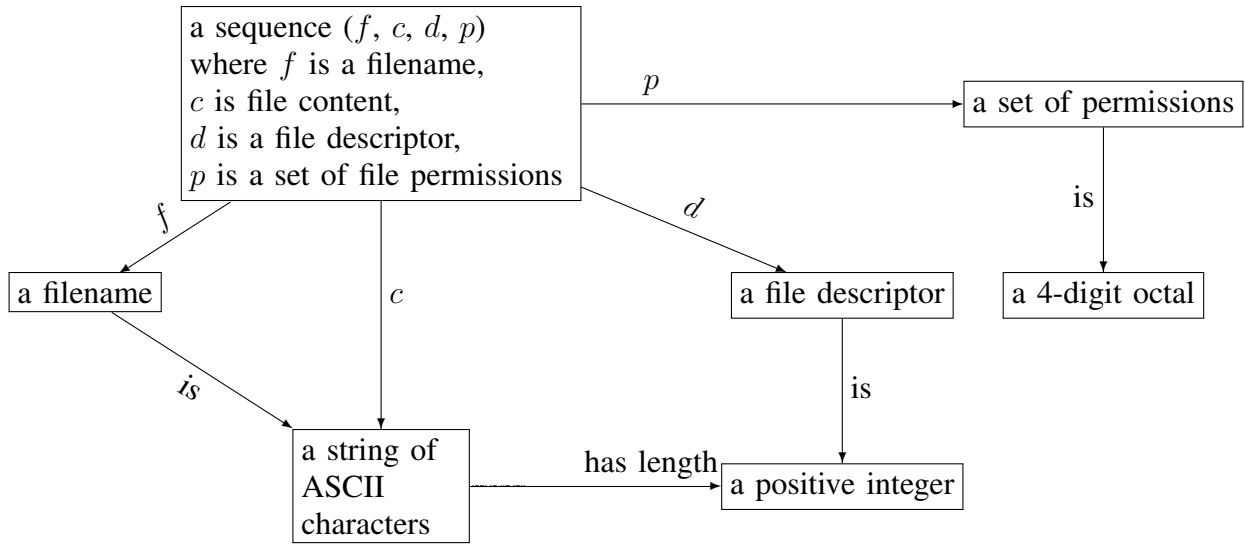 a sequence (f, c, d, p)
where f is a filename,
c is file content,
d is a file descriptor,
p is a set of file permissions
p
a set of permissions
is
f
d
a filename
c
a file descriptor
a 4-digit octal
is
is
a string of
ASCII
characters
has length
a positive integer